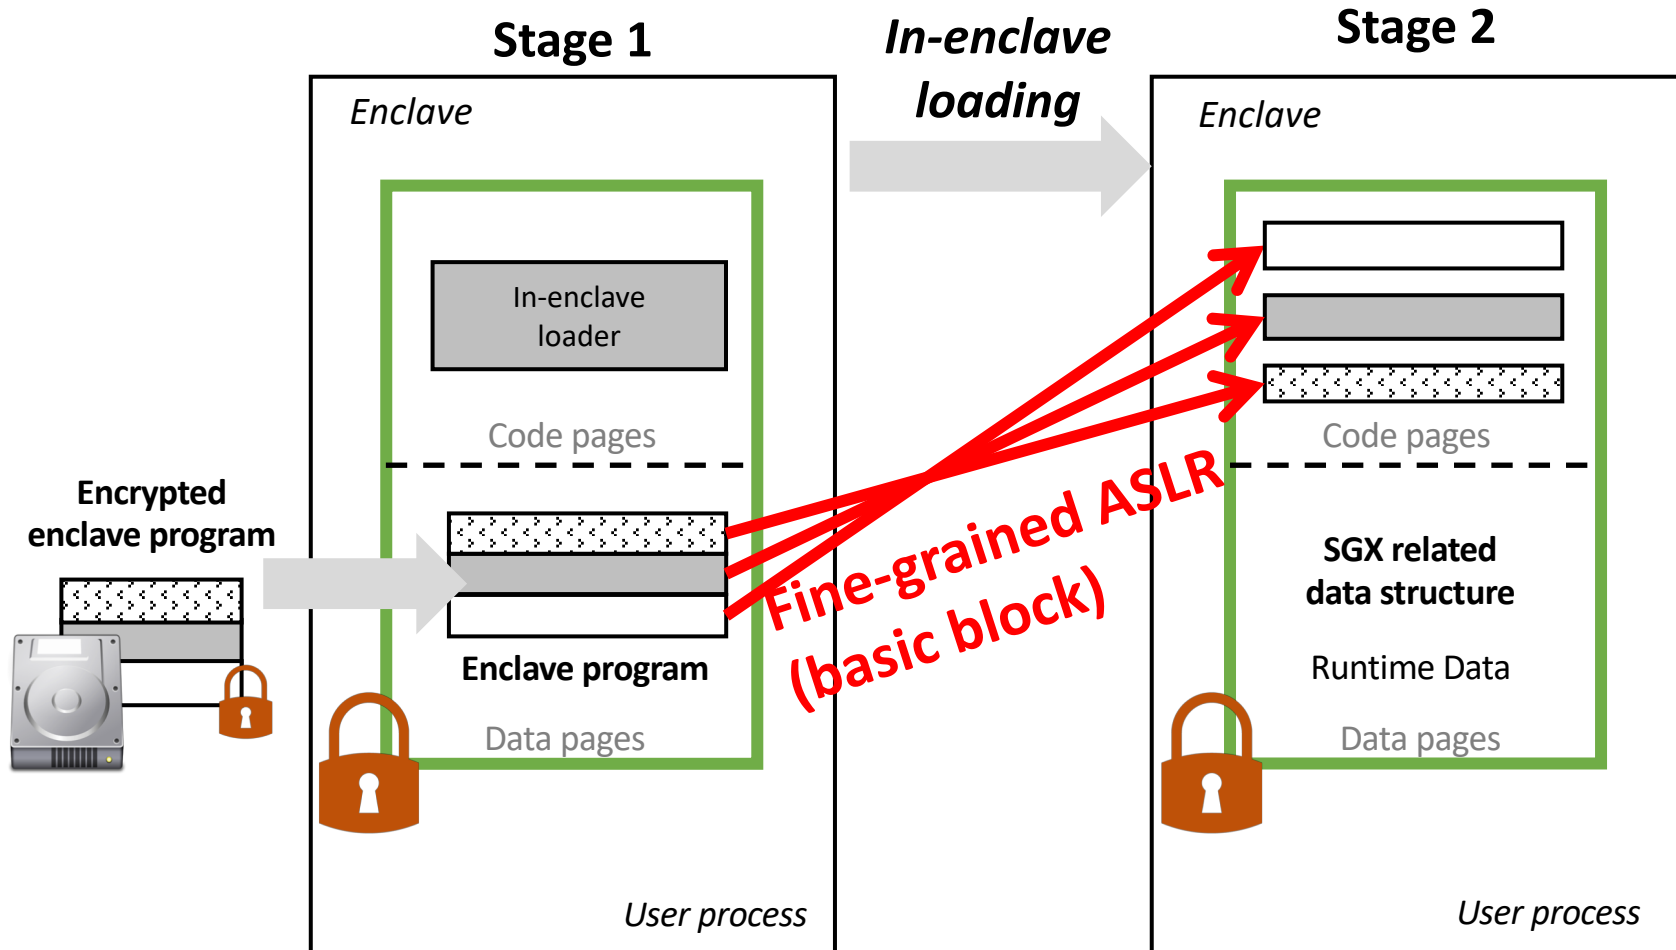 Stage 1
In-enclave
loading
Stage 2
Encrypted
enclave program
Enclave
In-enclave
loader
Code pages
Enclave program
Data pages
User process
Fine-grained ASLR
(basic block)
Enclave
Code pages
SGX related
data structure
Runtime Data
Data pages
User process